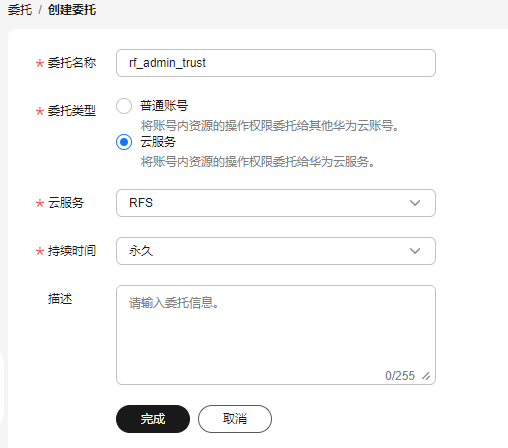 委托 / 创建委托
* 委托名称 rf_admin_trust
* 委托类型 普通账号
将账号内资源的操作权限委托给其他华为云账号。
云服务
将账号内资源的操作权限委托给华为云服务。
* 云服务 RFS
* 持续时间 永久
描述 请输入委托信息。
0/255
完成 取消